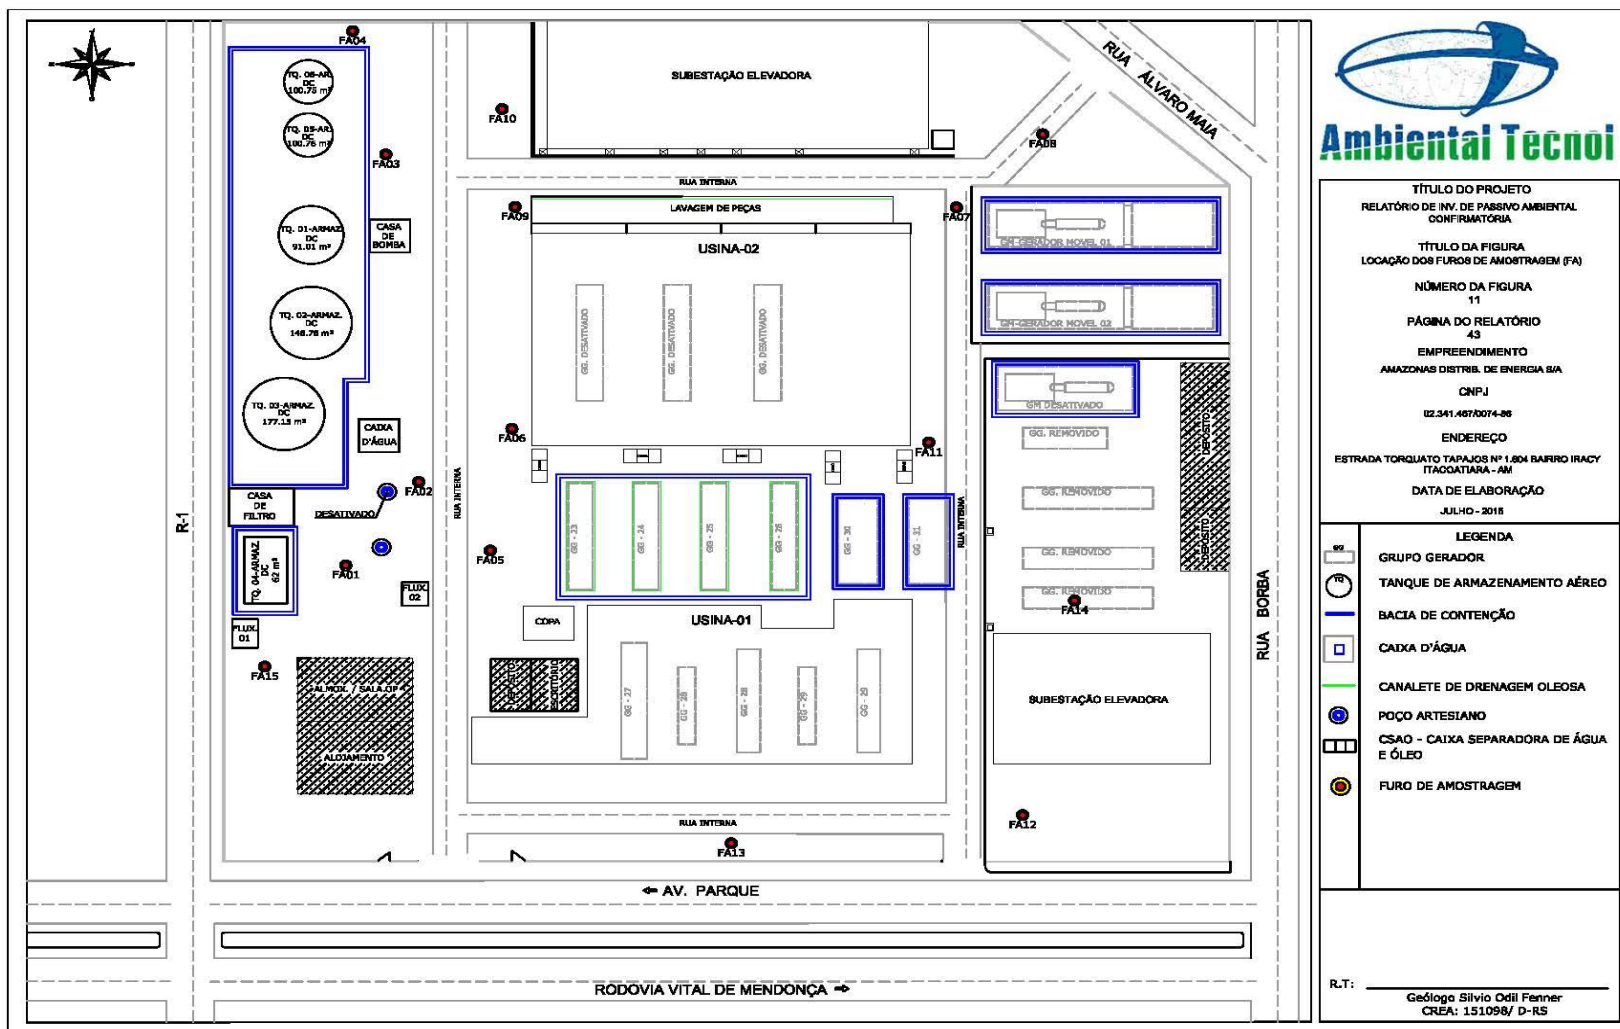 FA04
TQ. 06-AR.
DC
100.75 m³
TQ. 05-AR.
DC
100.76 m³
FA03
TQ. 01-ARMAZ.
DC
91.01 m³
CASA
DE
BOMBA
TQ. 02-ARMAZ.
DC
TQ. 03-ARMAZ.
DC
177.15 m³
CAIXA
D'ÁGUA
FA02
CASA
DE
FILTRO
DESATIVADO
R-1
TQ. 04-ARMAZ.
DC
62 m³
FA01
FLUX.
02
FLUX.
01
FA15
ALMOX. / SALA.OP
ALOJAMENTO
SUBESTAÇÃO ELEVADORA
FA10
RUA ÁLVARO MAIA
FA08
RUA INTERNA
FA09
LAVAGEM DE PEÇAS
FA07
USINA-02
GG. DESATIVADO
GG. DESATIVADO
GG. DESATIVADO
GM-GERADOR MOVEL 01
GM-GERADOR MOVEL 02
GM DESATIVADO
GG. REMOVIDO
GG. REMOVIDO
GG. REMOVIDO
GG. REMOVIDO
DEPÓSITO
DEPÓSITO
FA06
FA11
RUA INTERNA
RUA INTERNA
GG - 23
GG - 24
GG - 25
GG - 26
GG - 30
GG - 31
FA05
FA14
COPA
USINA-01
DEPÓSITO
ESCRITÓRIO
GG - 27
GG - 28
GG - 28
GG - 29
GG - 29
SUBESTAÇÃO ELEVADORA
RUA BORBA
RUA INTERNA
FA13
FA12
← AV. PARQUE
RODOVIA VITAL DE MENDONÇA →
Ambiental Tecnol
TÍTULO DO PROJETO
RELATÓRIO DE INV. DE PASSIVO AMBIENTAL
CONFIRMATÓRIA
TÍTULO DA FIGURA
LOCAÇÃO DOS FUROS DE AMOSTRAGEM (FA)
NÚMERO DA FIGURA
11
PÁGINA DO RELATÓRIO
43
EMPREENDIMENTO
AMAZONAS DISTRIB. DE ENERGIA S/A
CNPJ
02.341.467/0074-86
ENDEREÇO
ESTRADA TORQUATO TAPAJOS Nº 1.604 BAIRRO IRACY
ITACOATIARA - AM
DATA DE ELABORAÇÃO
JULHO - 2015
LEGENDA
GG
GRUPO GERADOR
TQ
TANQUE DE ARMAZENAMENTO AÉREO
BACIA DE CONTENÇÃO
CAIXA D'ÁGUA
CANALETE DE DRENAGEM OLEOSA
POÇO ARTESIANO
CSAO - CAIXA SEPARADORA DE ÁGUA
E ÓLEO
FURO DE AMOSTRAGEM
R.T:
Geólogo Silvio Odil Fenner
CREA: 151098/ D-RS